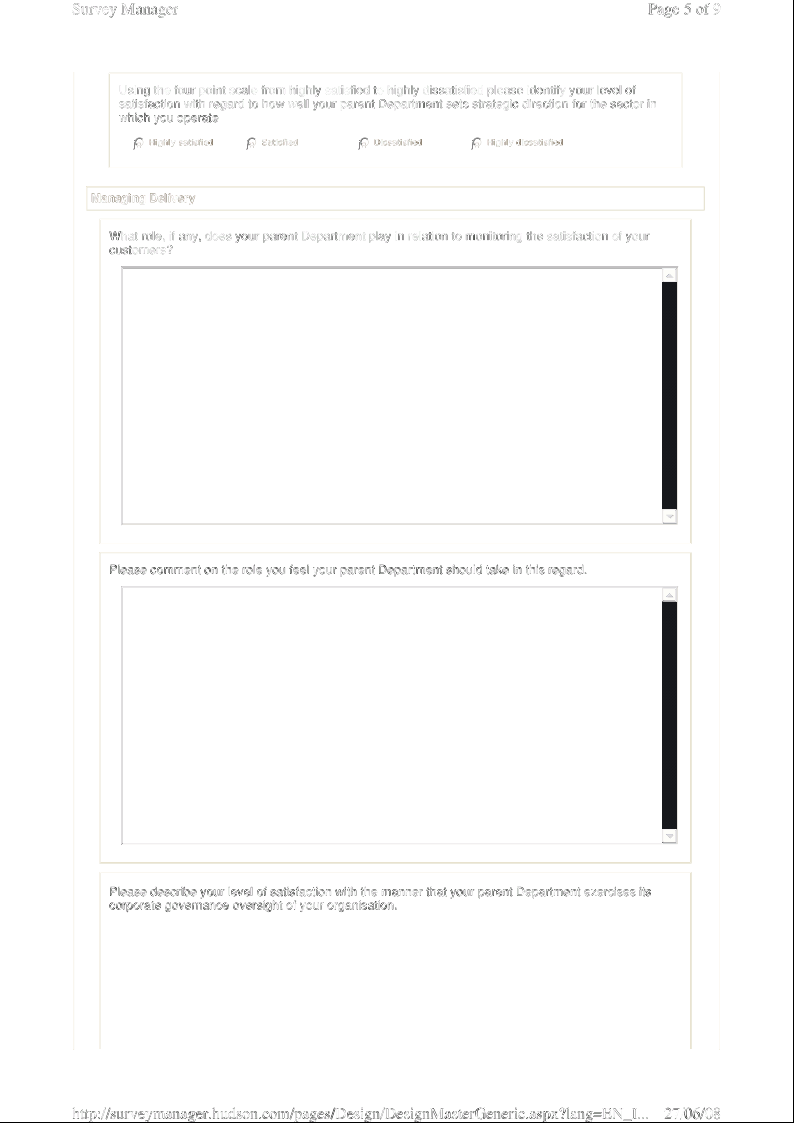 Survey Manager
Page 5 of 9
Using the four point scale from highly satisfied to highly dissatisfied please identify your level of
satisfaction with regard to how well your parent Department sets strategic direction for the sector in
which you operate
Highly satisfied Satisfied Dissatisfied Highly dissatisfied
Managing Delivery
What role, if any, does your parent Department play in relation to monitoring the satisfaction of your
customers?
Please comment on the role you feel your parent Department should take in this regard.
Please describe your level of satisfaction with the manner that your parent Department exercises its
corporate governance oversight of your organisation.
http://surveymanager.hudson.com/pages/Design/DesignMasterGeneric.aspx?lang=EN_I... 27/06/08